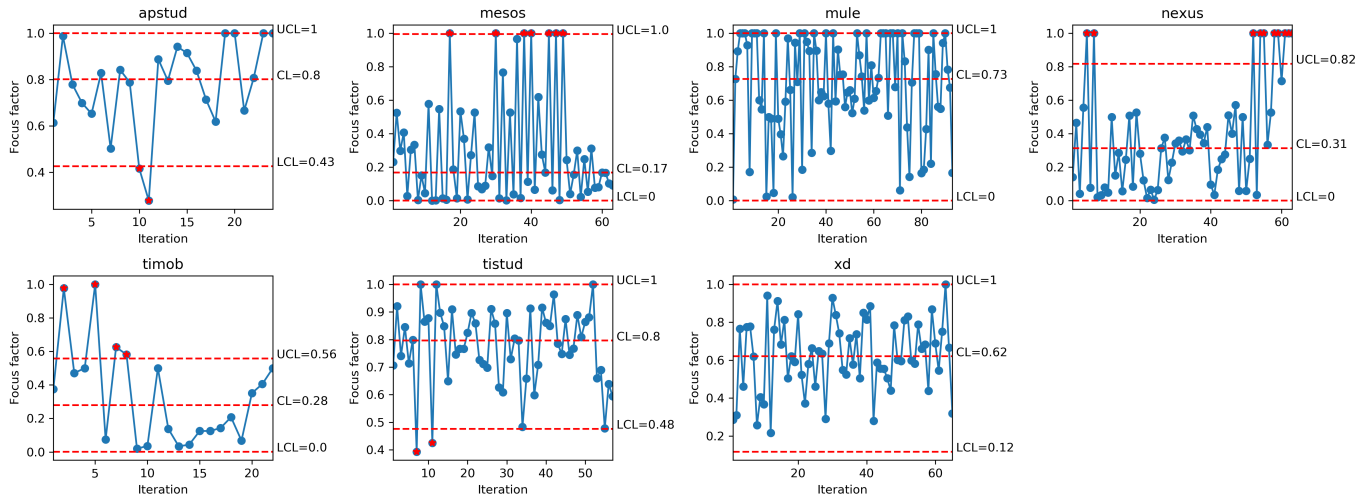 apstud
mesos
mule
nexus
Focus factor
1.0
0.8
0.6
0.4
5
10
15
20
Iteration
UCL=1
CL=0.8
LCL=0.43
Focus factor
1.0
0.8
0.6
0.4
0.2
0.0
20
40
60
Iteration
UCL=1.0
CL=0.17
LCL=0
Focus factor
1.0
0.8
0.6
0.4
0.2
0.0
20
40
60
80
Iteration
UCL=1
CL=0.73
LCL=0
Focus factor
1.0
0.8
0.6
0.4
0.2
0.0
20
40
60
Iteration
UCL=0.82
CL=0.31
LCL=0
timob
tistud
xd
Focus factor
1.0
0.8
0.6
0.4
0.2
0.0
5
10
15
20
Iteration
UCL=0.56
CL=0.28
LCL=0.0
Focus factor
1.0
0.9
0.8
0.7
0.6
0.5
0.4
10
20
30
40
50
Iteration
UCL=1
CL=0.8
LCL=0.48
Focus factor
1.0
0.8
0.6
0.4
0.2
20
40
60
Iteration
UCL=1
CL=0.62
LCL=0.12